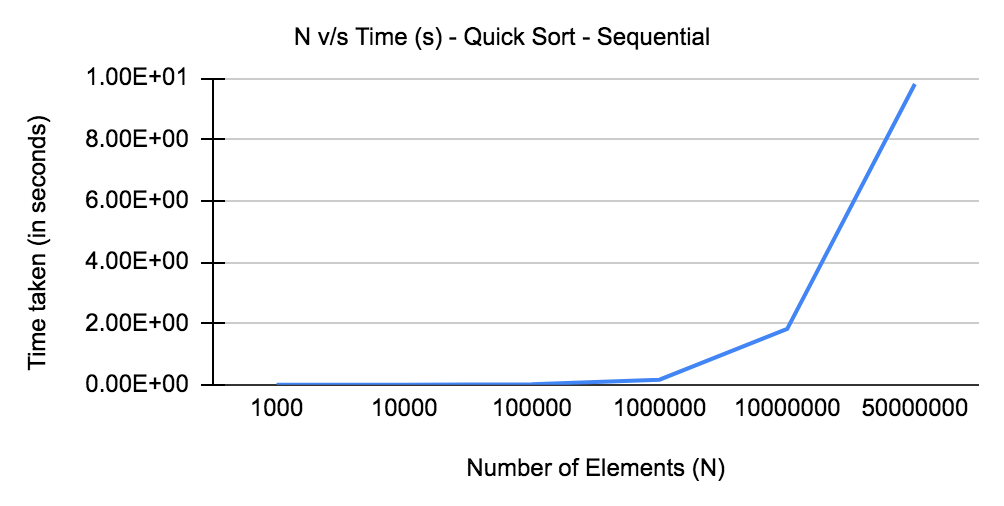 N v/s Time (s) - Quick Sort - Sequential
Time taken (in seconds)
1.00E+01
8.00E+00
6.00E+00
4.00E+00
2.00E+00
0.00E+00
1000 10000 100000 1000000 10000000 50000000
Number of Elements (N)